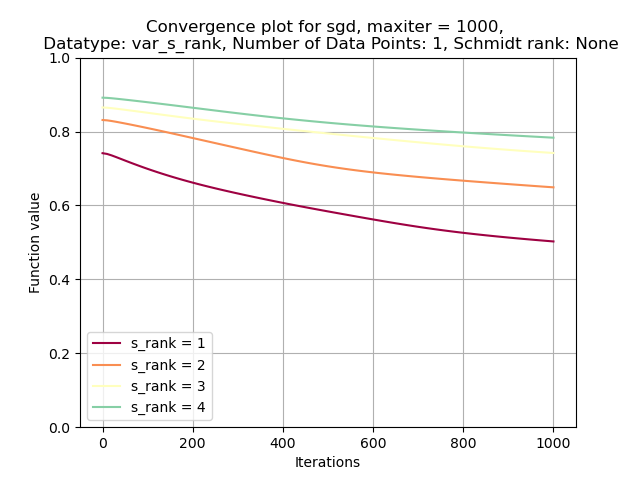 Convergence plot for sgd, maxiter = 1000,
Datatype: var_s_rank, Number of Data Points: 1, Schmidt rank: None
1.0
0.8
0.6
0.4
0.2
0.0
Function value
s_rank = 1
s_rank = 2
s_rank = 3
s_rank = 4
0 200 400 600 800 1000
Iterations